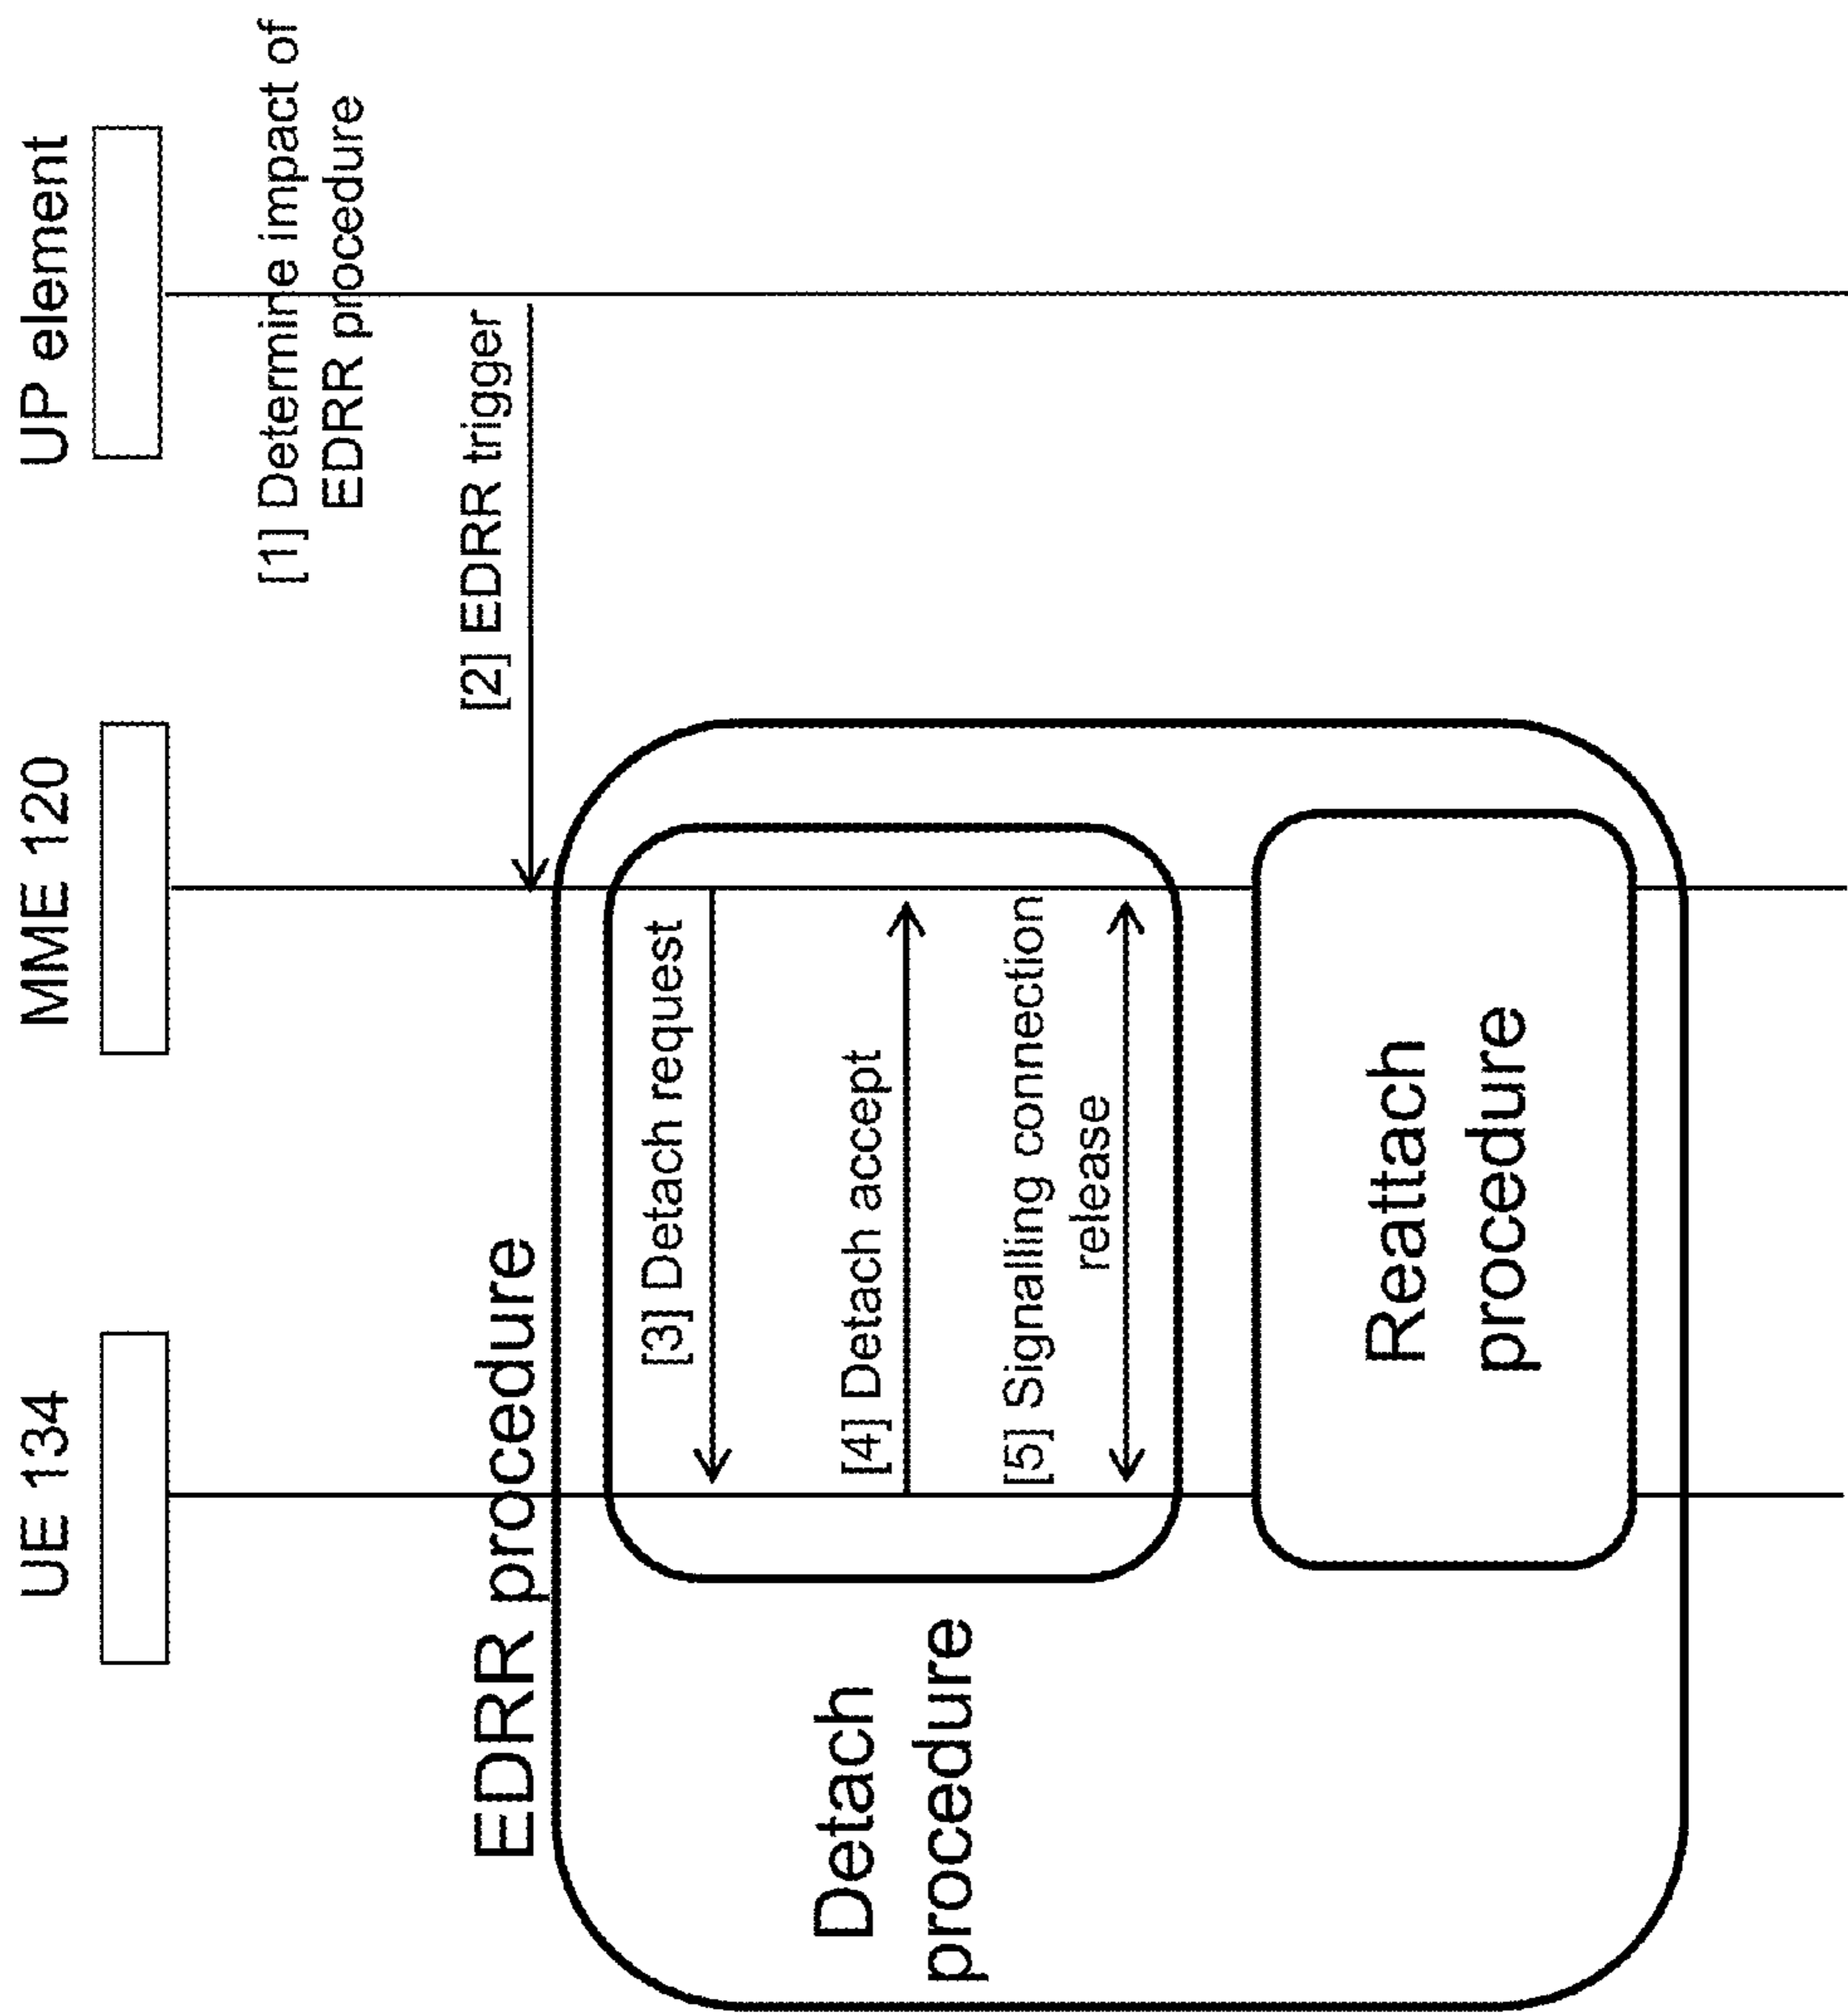 UE 134
MME 120
UP element
[1] Determine impact of
EDRR procedure
[2] EDRR trigger
EDRR procedure
[3] Detach request
Detach
procedure
[4] Detach accept
[5] Signalling connection
release
Reattach
procedure